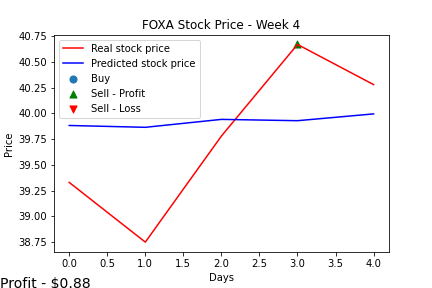 FOXA Stock Price - Week 4
40.75
40.50
40.25
40.00
39.75
39.50
39.25
39.00
38.75
Price
Real stock price
Predicted stock price
Buy
Sell - Profit
Sell - Loss
0.0 0.5 1.0 1.5 2.0 2.5 3.0 3.5 4.0
Days
Profit - $0.88